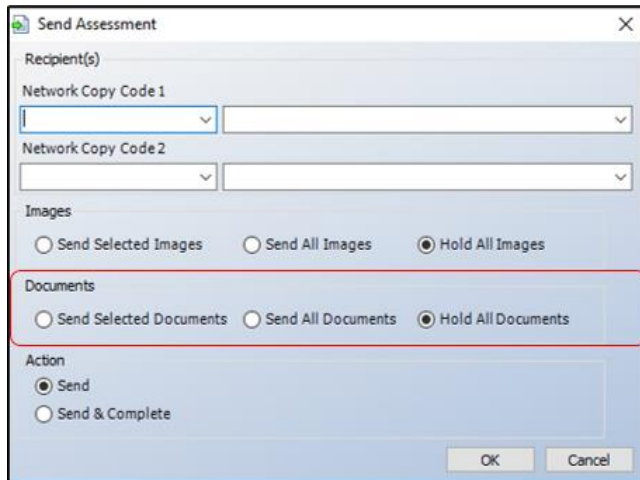 Send Assessment
Recipient(s)
Network Copy Code 1
Network Copy Code 2
Images
Send Selected Images Send All Images Hold All Images
Documents
Send Selected Documents Send All Documents Hold All Documents
Action
Send
Send & Complete
OK Cancel